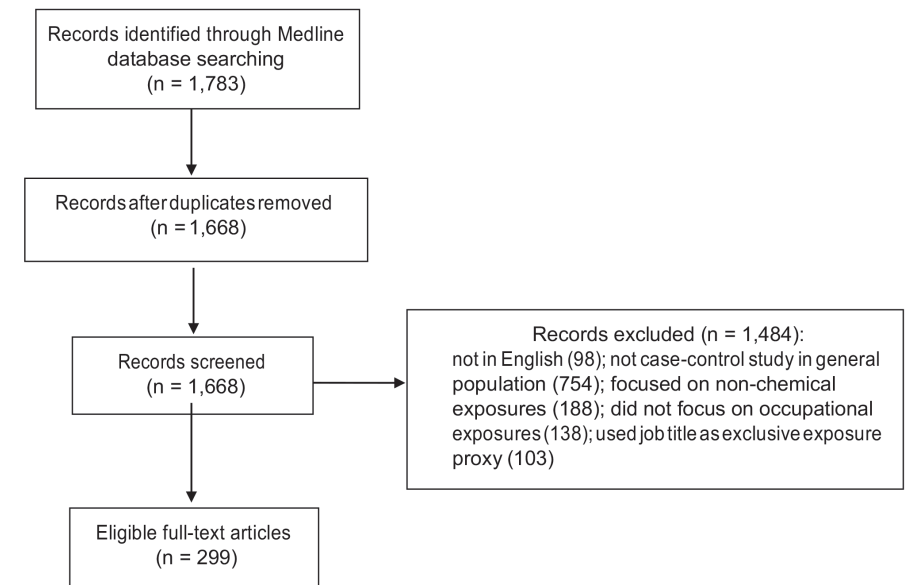 Records identified through Medline
database searching
(n = 1,783)
Records after duplicates removed
(n = 1,668)
Records screened
(n = 1,668)
Records excluded (n = 1,484):
not in English (98); not case-control study in general
population (754); focused on non-chemical
exposures (188); did not focus on occupational
exposures (138); used job title as exclusive exposure
proxy (103)
Eligible full-text articles
(n = 299)